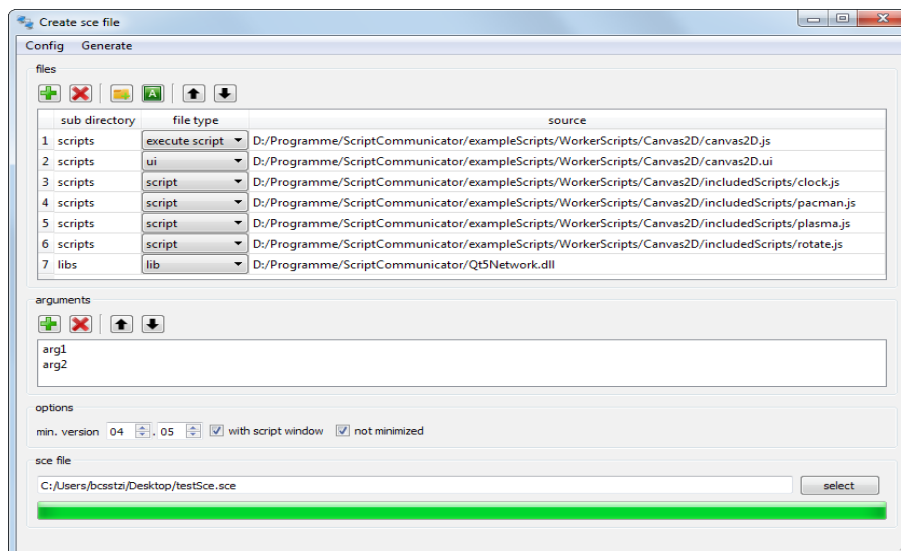 Create sce file
Config Generate
files
A
sub directory file type source
1 scripts execute script D:/Programme/ScriptCommunicator/exampleScripts/WorkerScripts/Canvas2D/canvas2D.js
2 scripts ui D:/Programme/ScriptCommunicator/exampleScripts/WorkerScripts/Canvas2D/canvas2D.ui
3 scripts script D:/Programme/ScriptCommunicator/exampleScripts/WorkerScripts/Canvas2D/includedScripts/clock.js
4 scripts script D:/Programme/ScriptCommunicator/exampleScripts/WorkerScripts/Canvas2D/includedScripts/pacman.js
5 scripts script D:/Programme/ScriptCommunicator/exampleScripts/WorkerScripts/Canvas2D/includedScripts/plasma.js
6 scripts script D:/Programme/ScriptCommunicator/exampleScripts/WorkerScripts/Canvas2D/includedScripts/rotate.js
7 libs lib D:/Programme/ScriptCommunicator/Qt5Network.dll
arguments
arg1
arg2
options
min. version 04 . 05 with script window not minimized
sce file
C:/Users/bcsstzi/Desktop/testSce.sce select